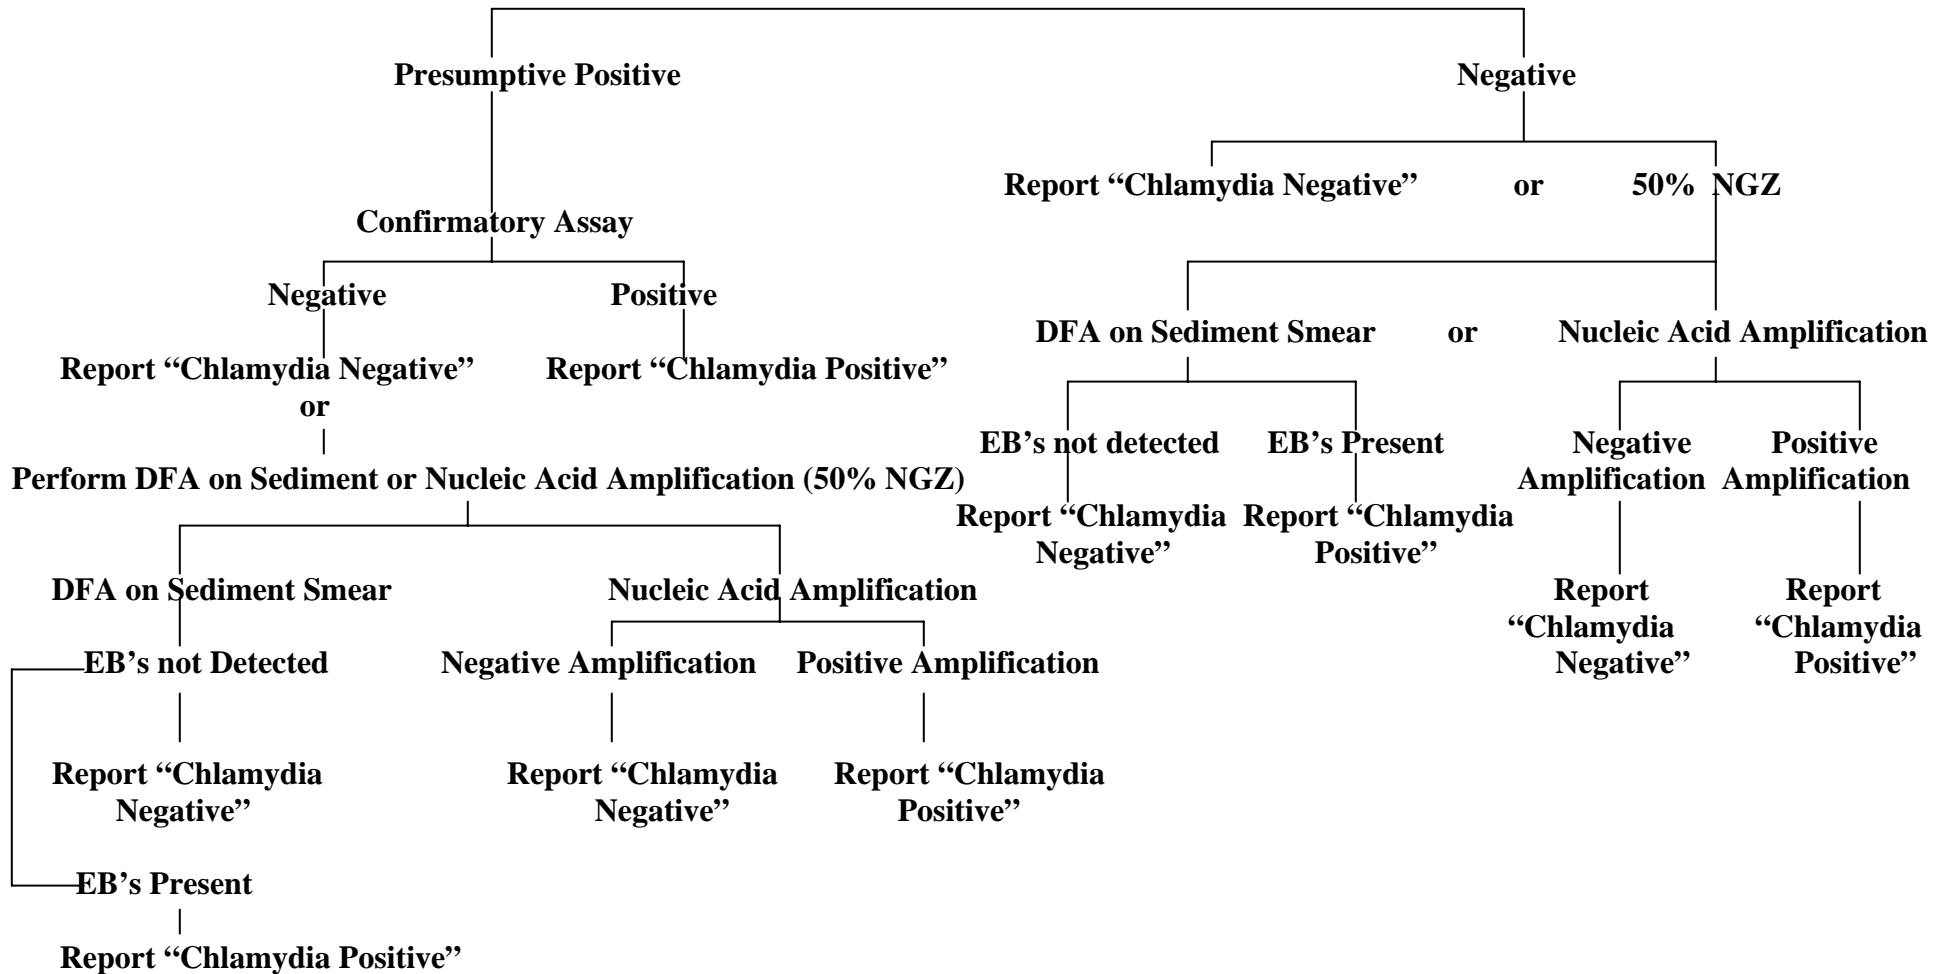 Presumptive Positive
Negative
Report “Chlamydia Negative” or 50% NGZ
Confirmatory Assay
Negative
Positive
Report “Chlamydia Negative”
or
Report “Chlamydia Positive”
Perform DFA on Sediment or Nucleic Acid Amplification (50% NGZ)
DFA on Sediment Smear
Nucleic Acid Amplification
EB’s not Detected
Negative Amplification
Positive Amplification
Report “Chlamydia
Negative”
Report “Chlamydia
Negative”
Report “Chlamydia
Positive”
EB’s Present
Report “Chlamydia Positive”
DFA on Sediment Smear or Nucleic Acid Amplification
EB’s not detected
EB’s Present
Negative
Amplification
Positive
Amplification
Report “Chlamydia
Negative”
Report “Chlamydia
Positive”
Report
“Chlamydia
Negative”
Report
“Chlamydia
Positive”